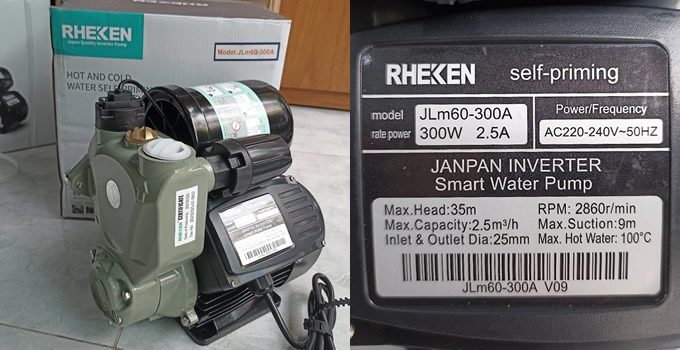 RHEKEN
Japan Quality Inverter Pump
Model:JLm60-300A
HOT AND COLD
WATER SELF
RHEKEN
CERTIFICATE
RHEKEN self-priming
model JLm60-300A
rate power 300W 2.5A
Power/Frequency
AC220-240V~50HZ
JANPAN INVERTER
Smart Water Pump
Max.Head:35m
Max.Capacity:2.5m³/h
Inlet & Outlet Dia:25mm
RPM: 2860r/min
Max.Suction:9m
Max. Hot Water: 100°C
JLm60-300A V09